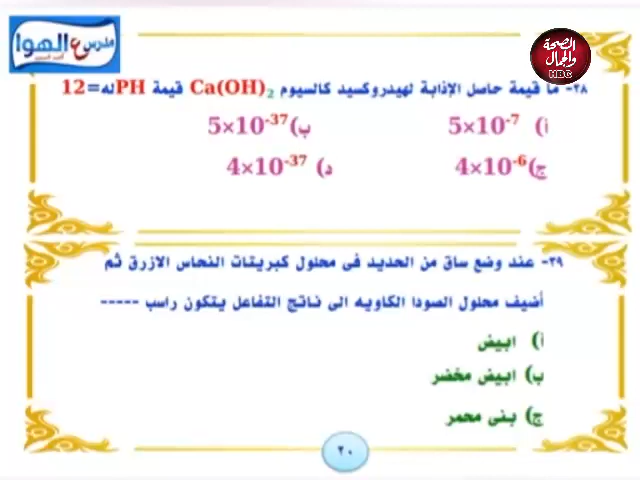 مدرس ع الهوا
الصحة والجمال
HBG
٢٨- ما قيمة حاصل الإذابة لهيدروكسيد كالسيوم Ca(OH)₂ قيمة PH له=12
أ) 5×10⁻⁷ ب) 5×10⁻³⁷
ج) 4×10⁻⁶ د) 4×10⁻³⁷
٢٩- عند وضع ساق من الحديد فى محلول كبريتات النحاس الازرق ثم
أضيف محلول الصودا الكاويه الى ناتج التفاعل يتكون راسب -----
أ) ابيض
ب) ابيض مخضر
ج) بنى محمر
٢٠